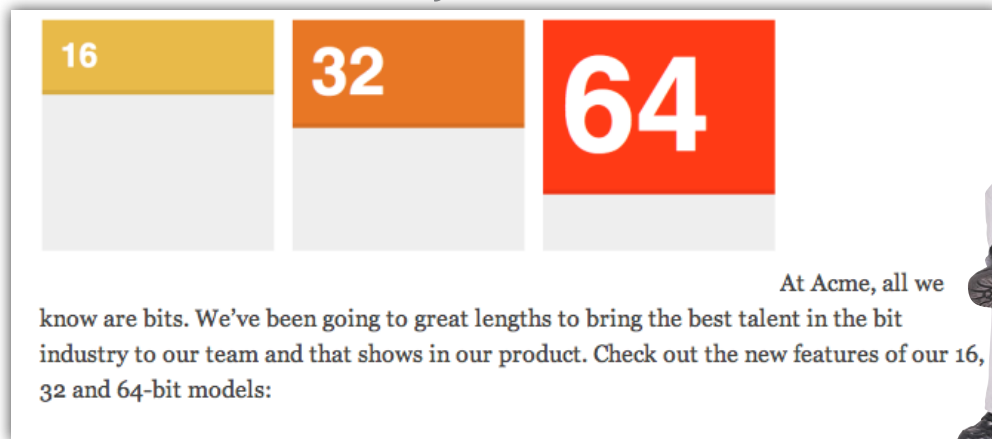 16
32
64
At Acme, all we
know are bits. We’ve been going to great lengths to bring the best talent in the bit
industry to our team and that shows in our product. Check out the new features of our 16,
32 and 64-bit models: